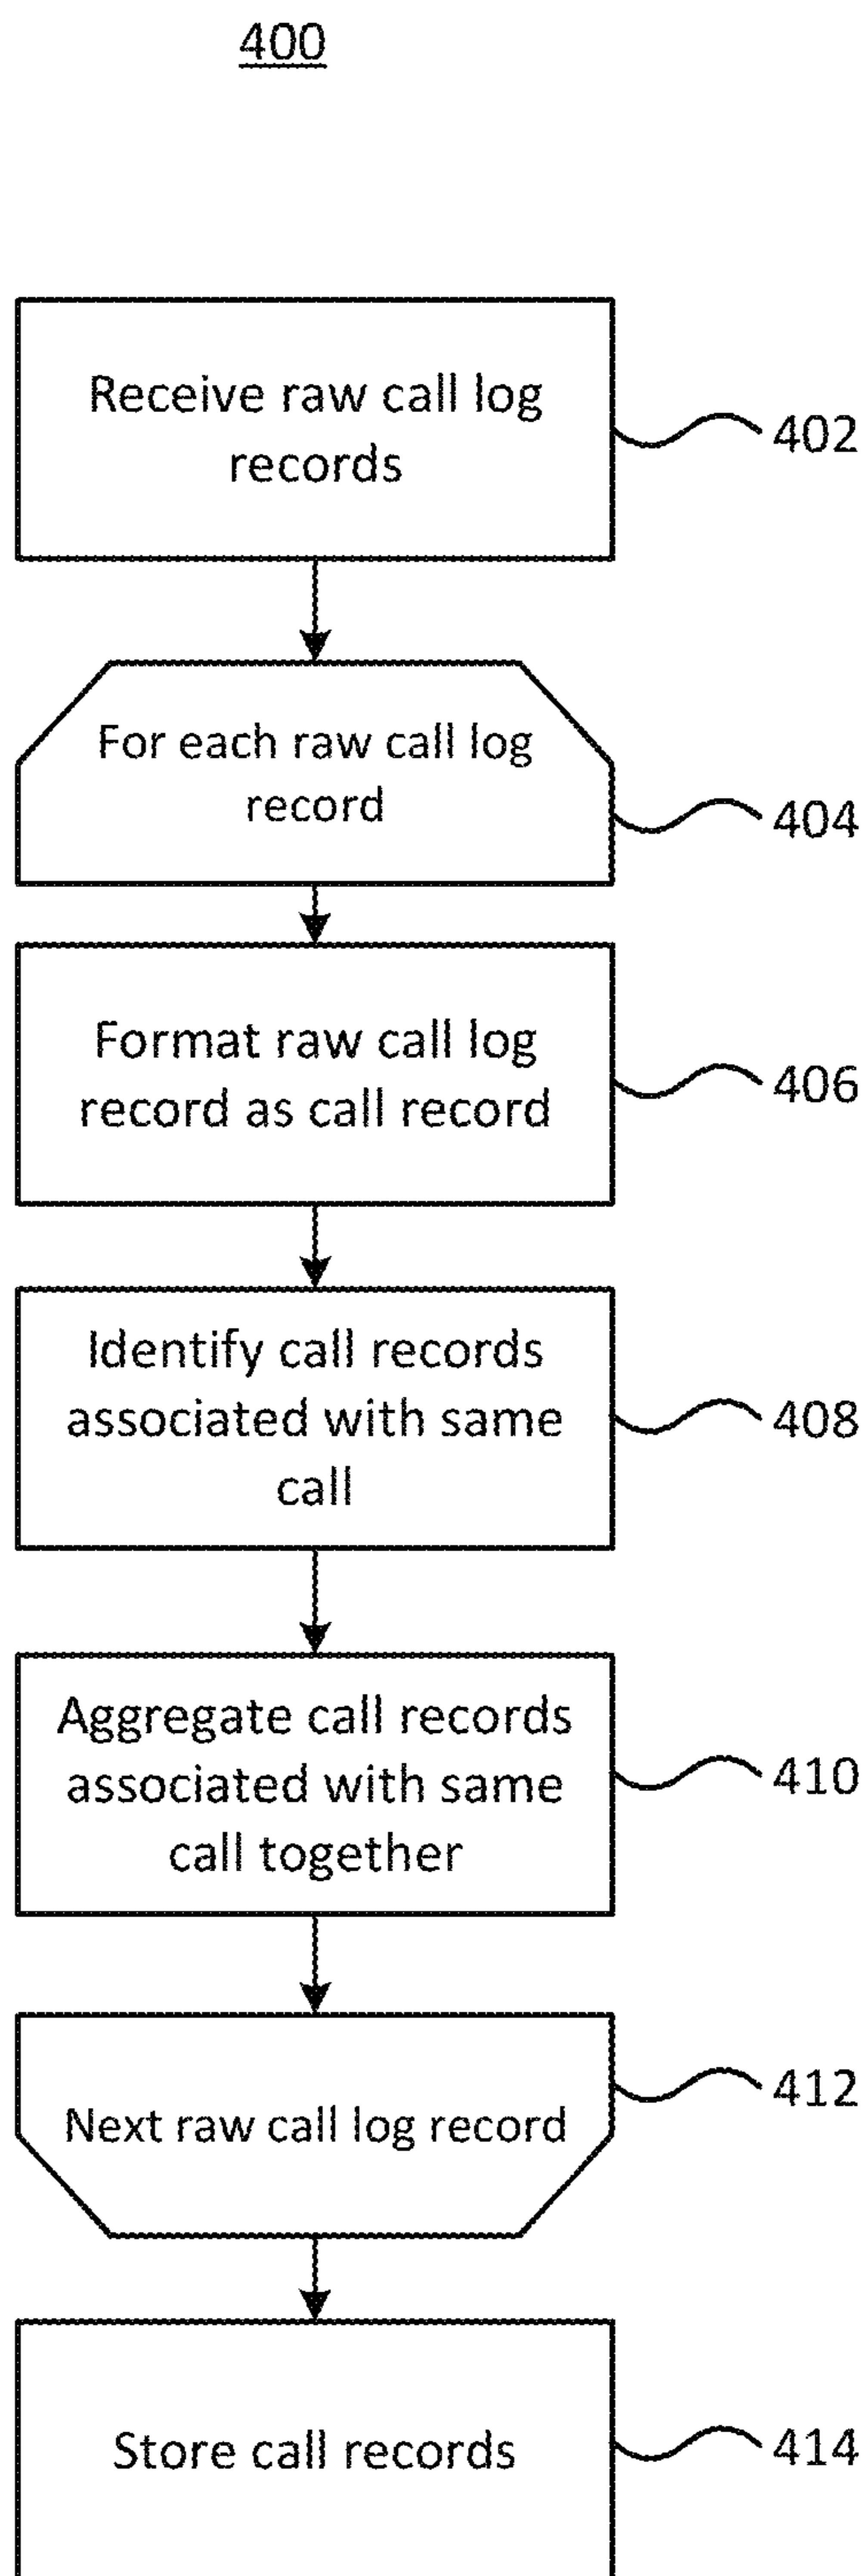 400
Receive raw call log
records
402
For each raw call log
record
404
Format raw call log
record as call record
406
Identify call records
associated with same
call
408
Aggregate call records
associated with same
call together
410
Next raw call log record
412
Store call records
414